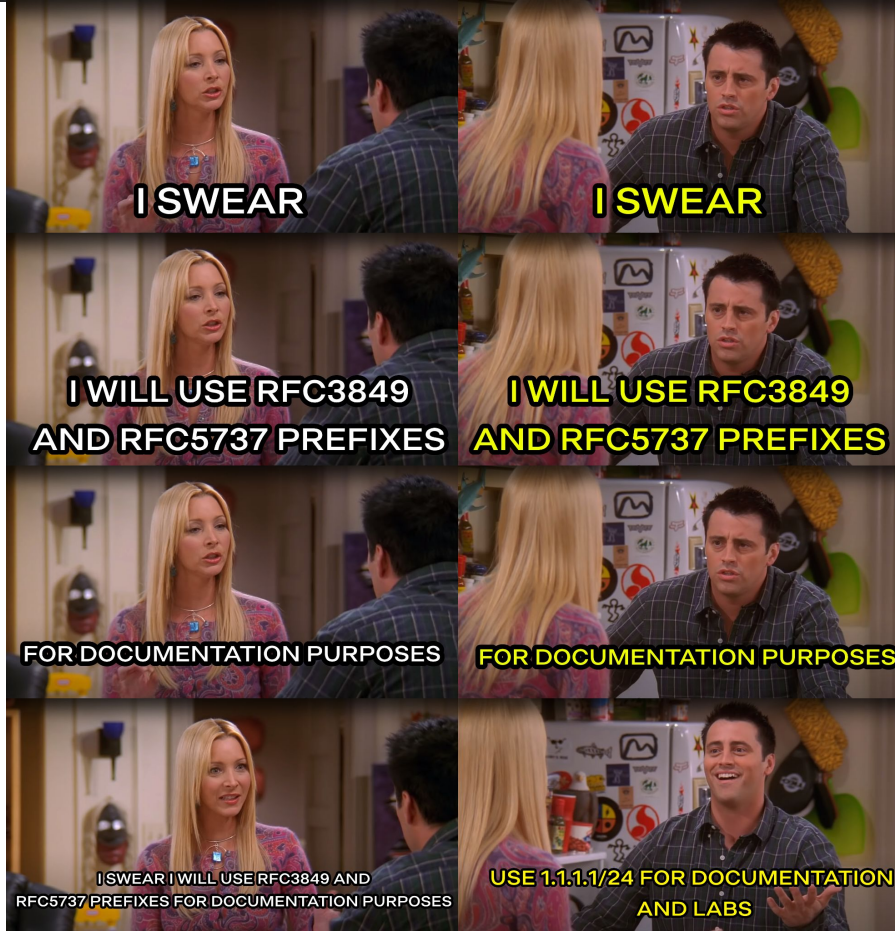 I SWEAR
I SWEAR
I WILL USE RFC3849
AND RFC5737 PREFIXES
I WILL USE RFC3849
AND RFC5737 PREFIXES
FOR DOCUMENTATION PURPOSES
FOR DOCUMENTATION PURPOSES
I SWEAR I WILL USE RFC3849 AND
RFC5737 PREFIXES FOR DOCUMENTATION PURPOSES
USE 1.1.1.1/24 FOR DOCUMENTATION
AND LABS